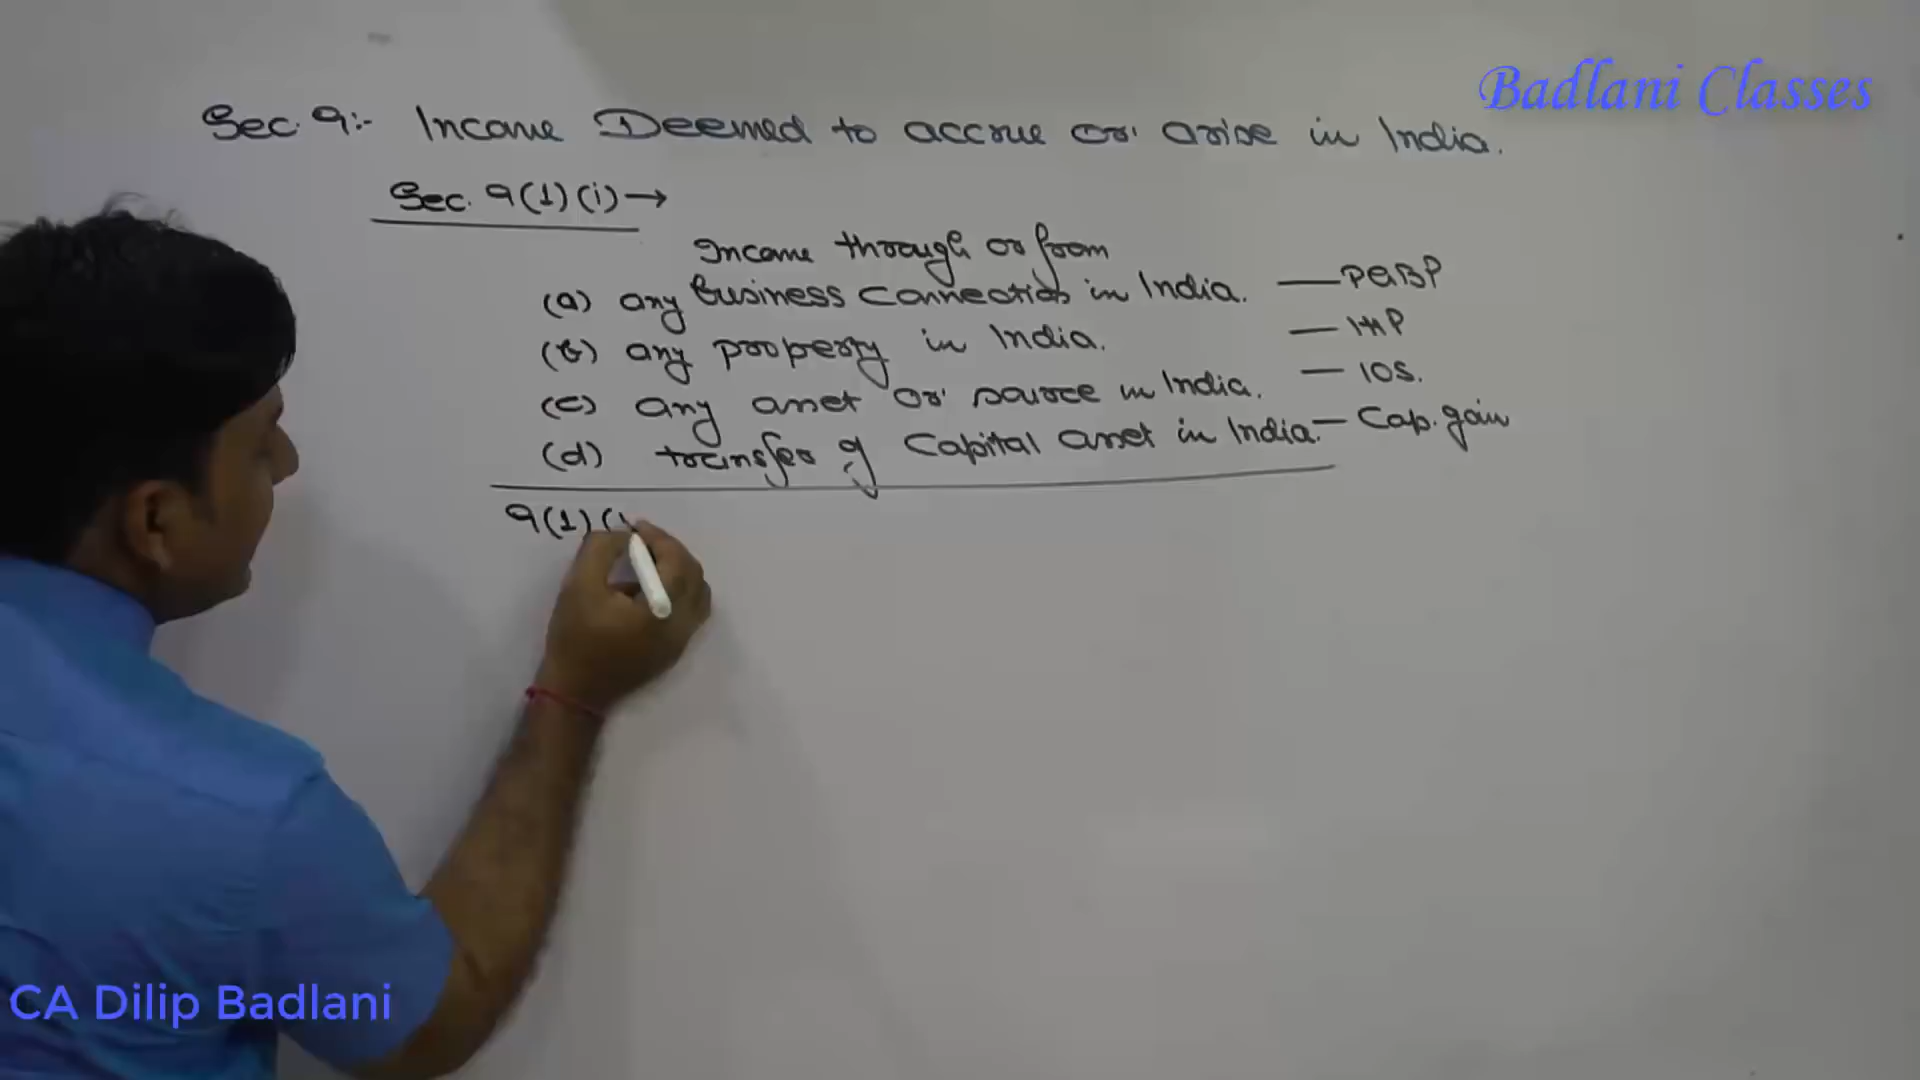 Badlani Classes
Sec. 9:- Income Deemed to accrue or arise in India.
Sec. 9(1)(i) →
Income through or from
(a) any business connection in India. — PGBP
(b) any property in India. — IHP
(c) any asset or source in India. — IOS.
(d) transfer of Capital asset in India. — Cap. gain
9(1)(i
CA Dilip Badlani